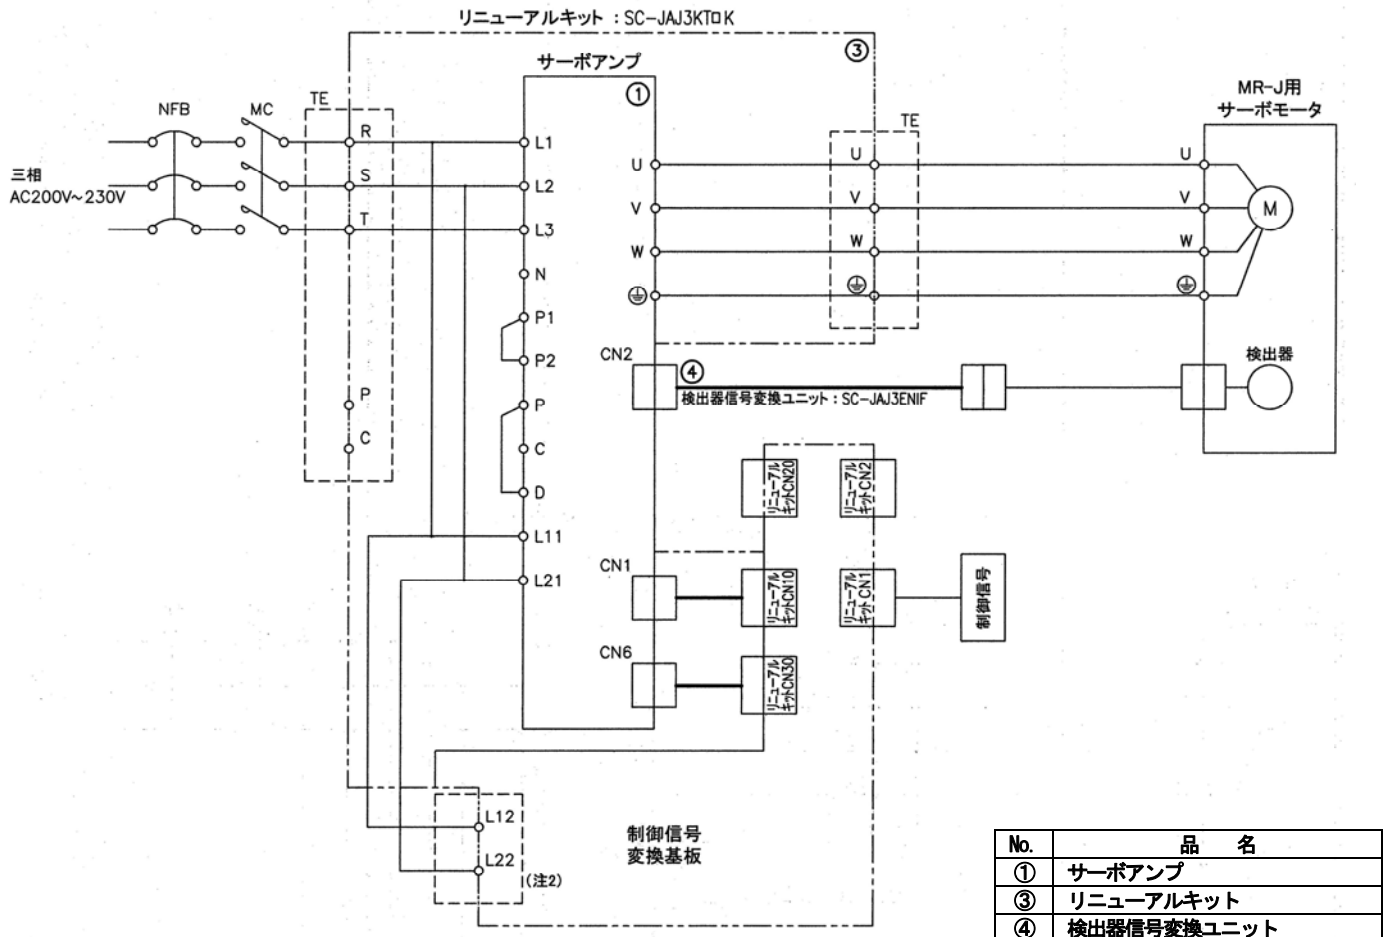 リニューアルキット：SC-JAJ3KT□K
③
サーボアンプ
①
NFB
MC
TE
R
S
T
三相
AC200V~230V
P
C
L1
L2
L3
N
P1
P2
P
C
D
L11
L21
U
V
W
TE
U
V
W
MR-J用
サーボモータ
U
V
W
M
検出器
CN2
④
検出器信号変換ユニット：SC-JAJ3ENIF
リニューアル
キットCN20
リニューアル
キットCN2
CN1
リニューアル
キットCN10
リニューアル
キットCN1
制御信号
CN6
リニューアル
キットCN30
L12
L22
(注2)
制御信号
変換基板
No. 品 名
① サーボアンプ
③ リニューアルキット
④ 検出器信号変換ユニット